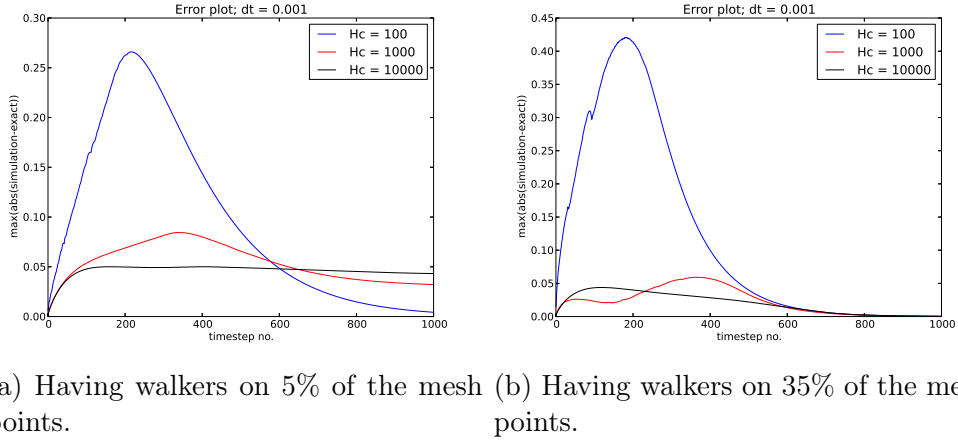 Error plot; dt = 0.001
max(abs(simulation-exact))
0.30
0.25
0.20
0.15
0.10
0.05
0.00
0 200 400 600 800 1000
timestep no.
Hc = 100
Hc = 1000
Hc = 10000
Error plot; dt = 0.001
max(abs(simulation-exact))
0.45
0.40
0.35
0.30
0.25
0.20
0.15
0.10
0.05
0.00
0 200 400 600 800 1000
timestep no.
Hc = 100
Hc = 1000
Hc = 10000
a) Having walkers on 5% of the mesh
points.
(b) Having walkers on 35% of the me
points.